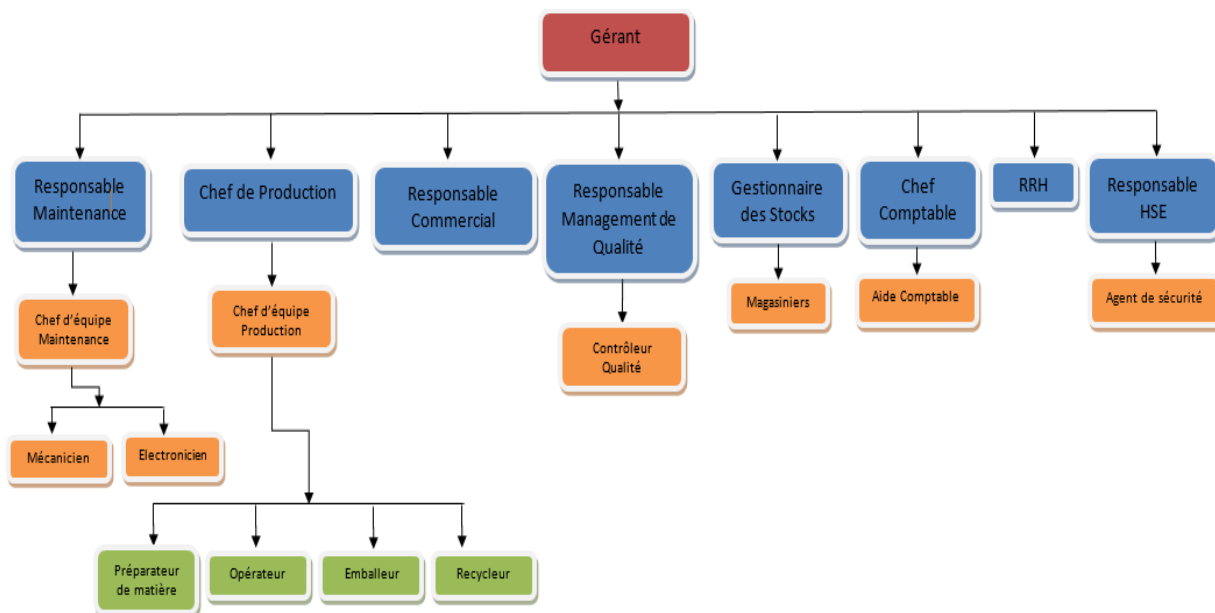 Gérant
Responsable
Maintenance
Chef de Production
Responsable
Commercial
Responsable
Management de
Qualité
Gestionnaire
des Stocks
Chef
Comptable
RRH
Responsable
HSE
Chef d'équipe
Maintenance
Chef d'équipe
Production
Contrôleur
Qualité
Magasiniers
Aide Comptable
Agent de sécurité
Mécanicien
Electronicien
Préparateur
de matière
Opérateur
Emballeur
Recycleur